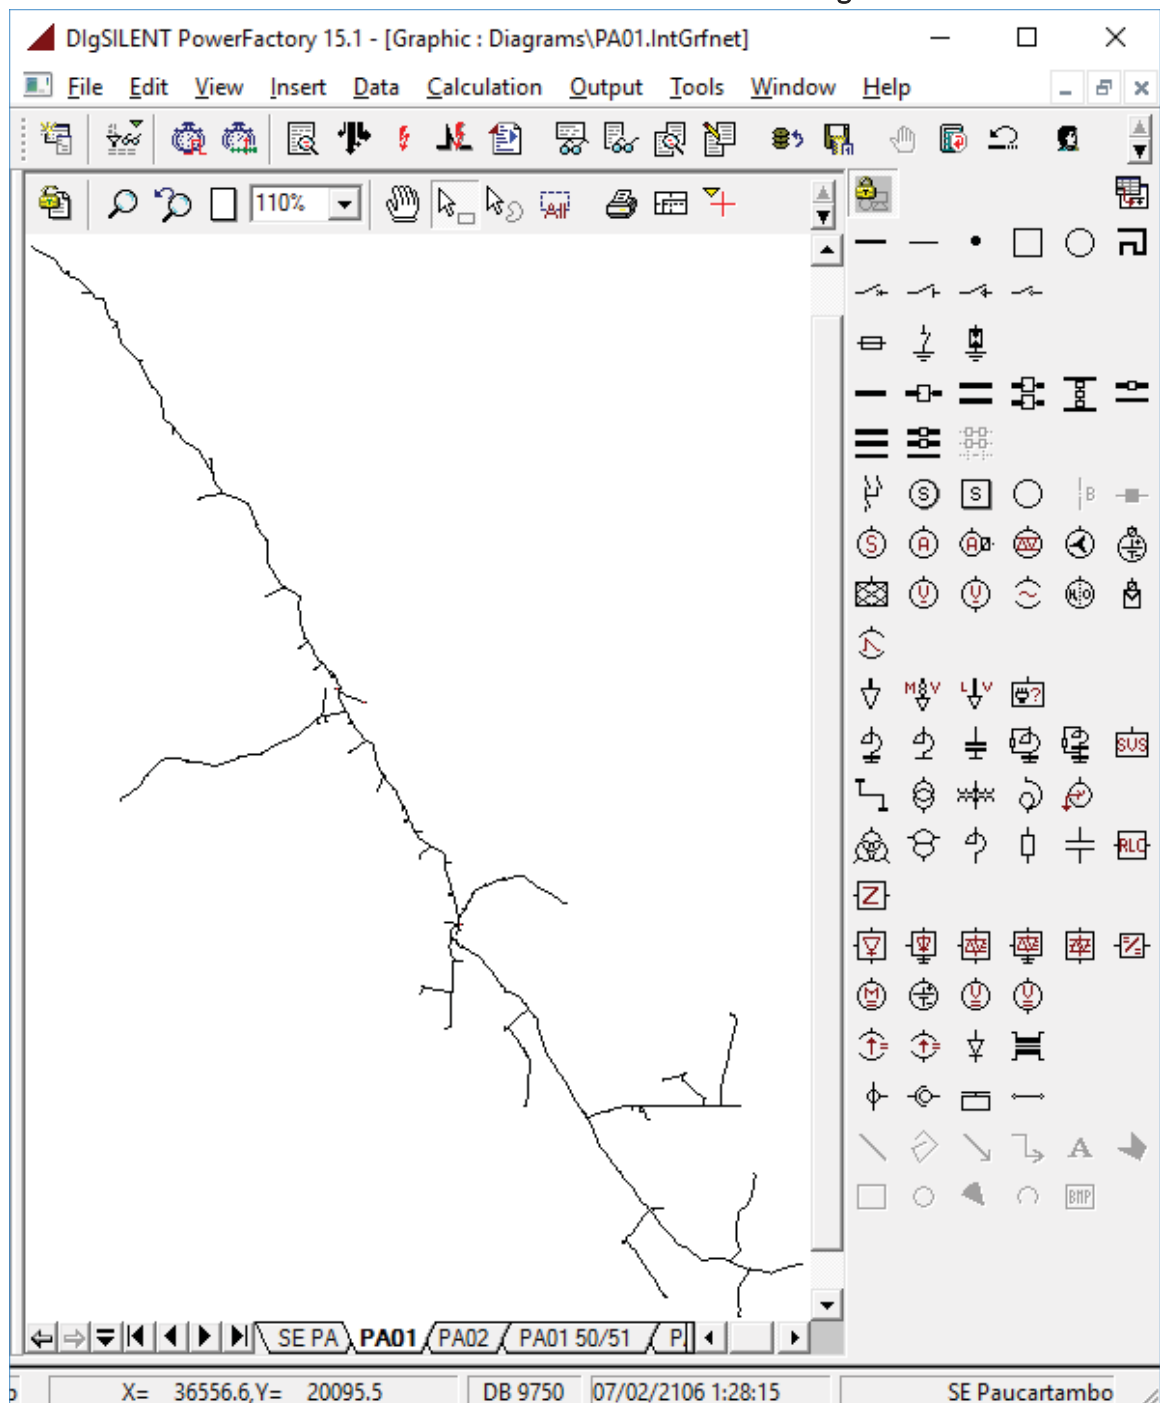 DIgSILENT PowerFactory 15.1 - [Graphic : Diagrams\PA01.IntGrfnet]
File Edit View Insert Data Calculation Output Tools Window Help
110%
SE PA PA01 PA02 PA01 50/51 P
X= 36556.6,Y= 20095.5 DB 9750 07/02/2106 1:28:15 SE Paucartambo